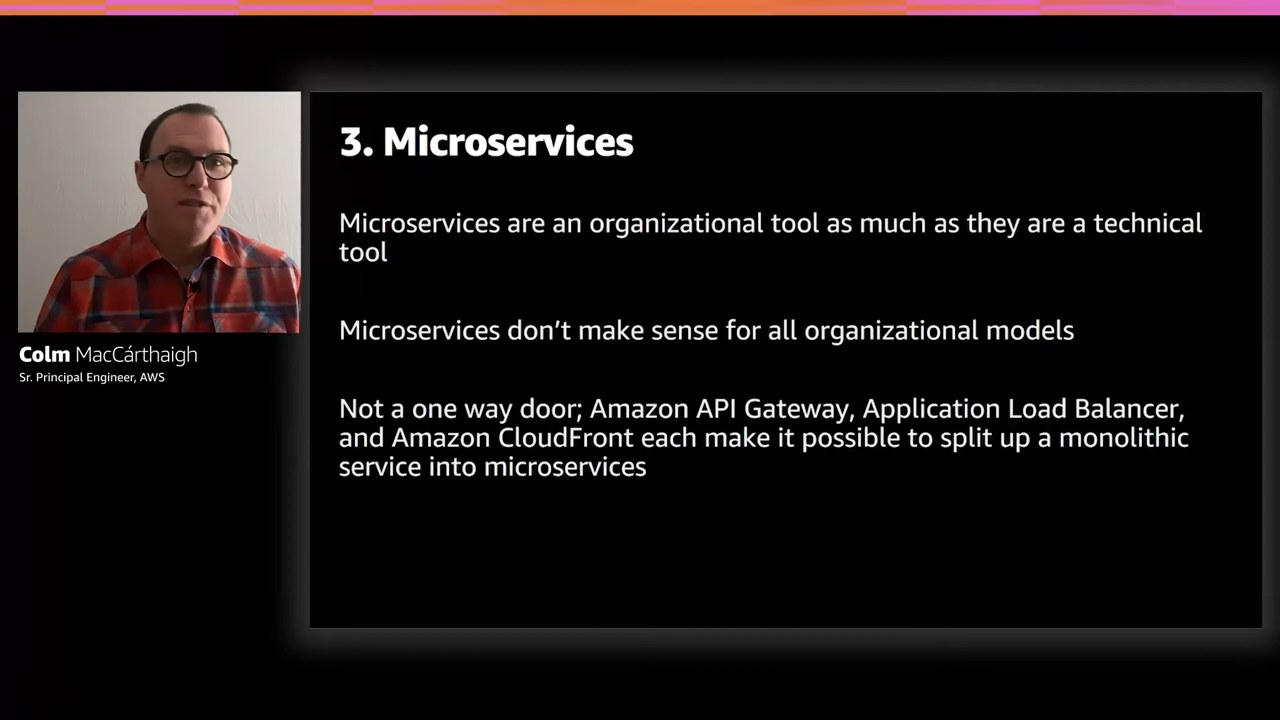 3. Microservices
Microservices are an organizational tool as much as they are a technical
tool
Microservices don’t make sense for all organizational models
Not a one way door; Amazon API Gateway, Application Load Balancer,
and Amazon CloudFront each make it possible to split up a monolithic
service into microservices
Colm MacCárthaigh
Sr. Principal Engineer, AWS